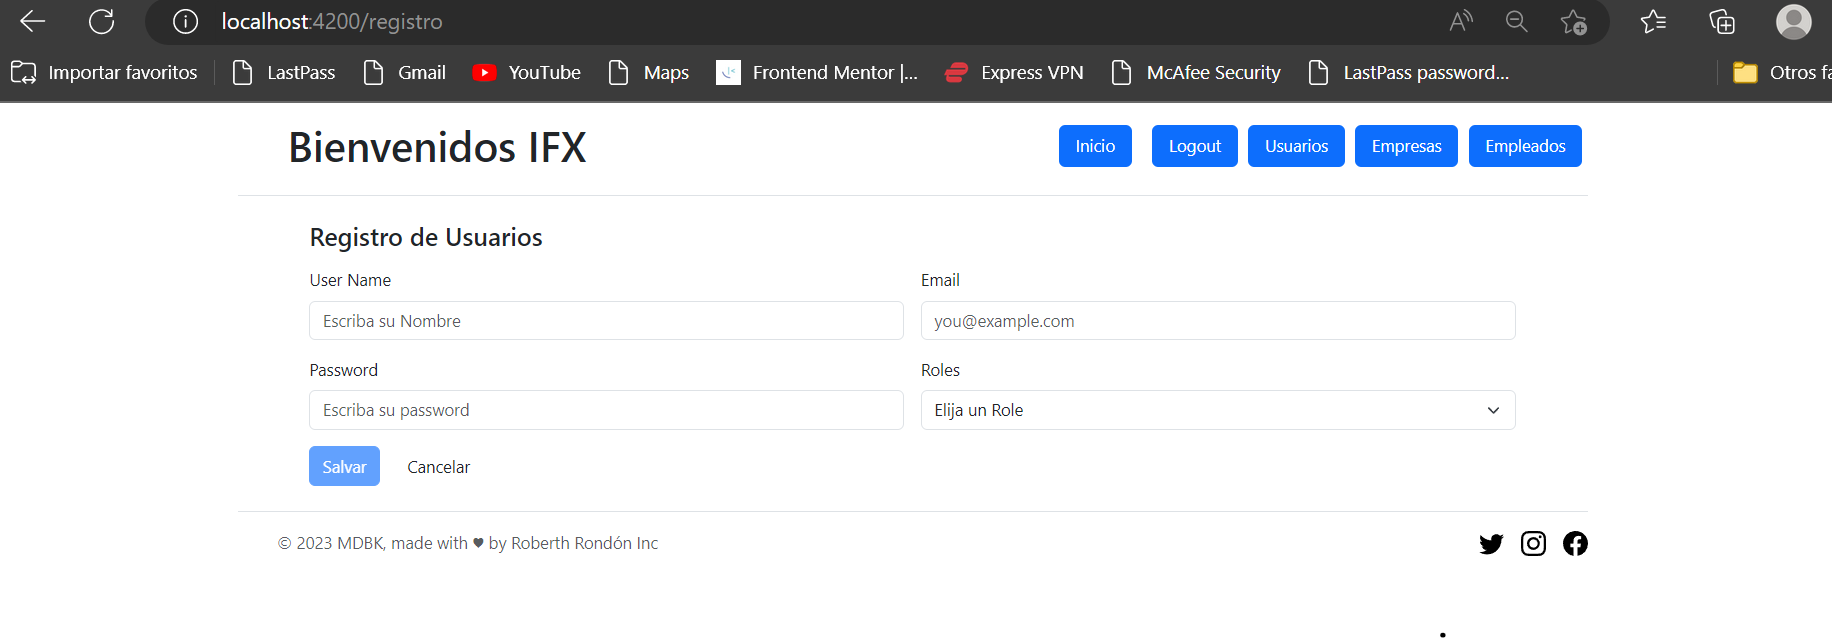 localhost:4200/registro
Importar favoritos LastPass Gmail YouTube Maps Frontend Mentor |... Express VPN McAfee Security LastPass password... Otros fa
Bienvenidos IFX Inicio Logout Usuarios Empresas Empleados
Registro de Usuarios
User Name Email
Escriba su Nombre you@example.com
Password Roles
Escriba su password Elija un Role
Salvar Cancelar
© 2023 MDBK, made with ♥ by Roberth Rondón Inc